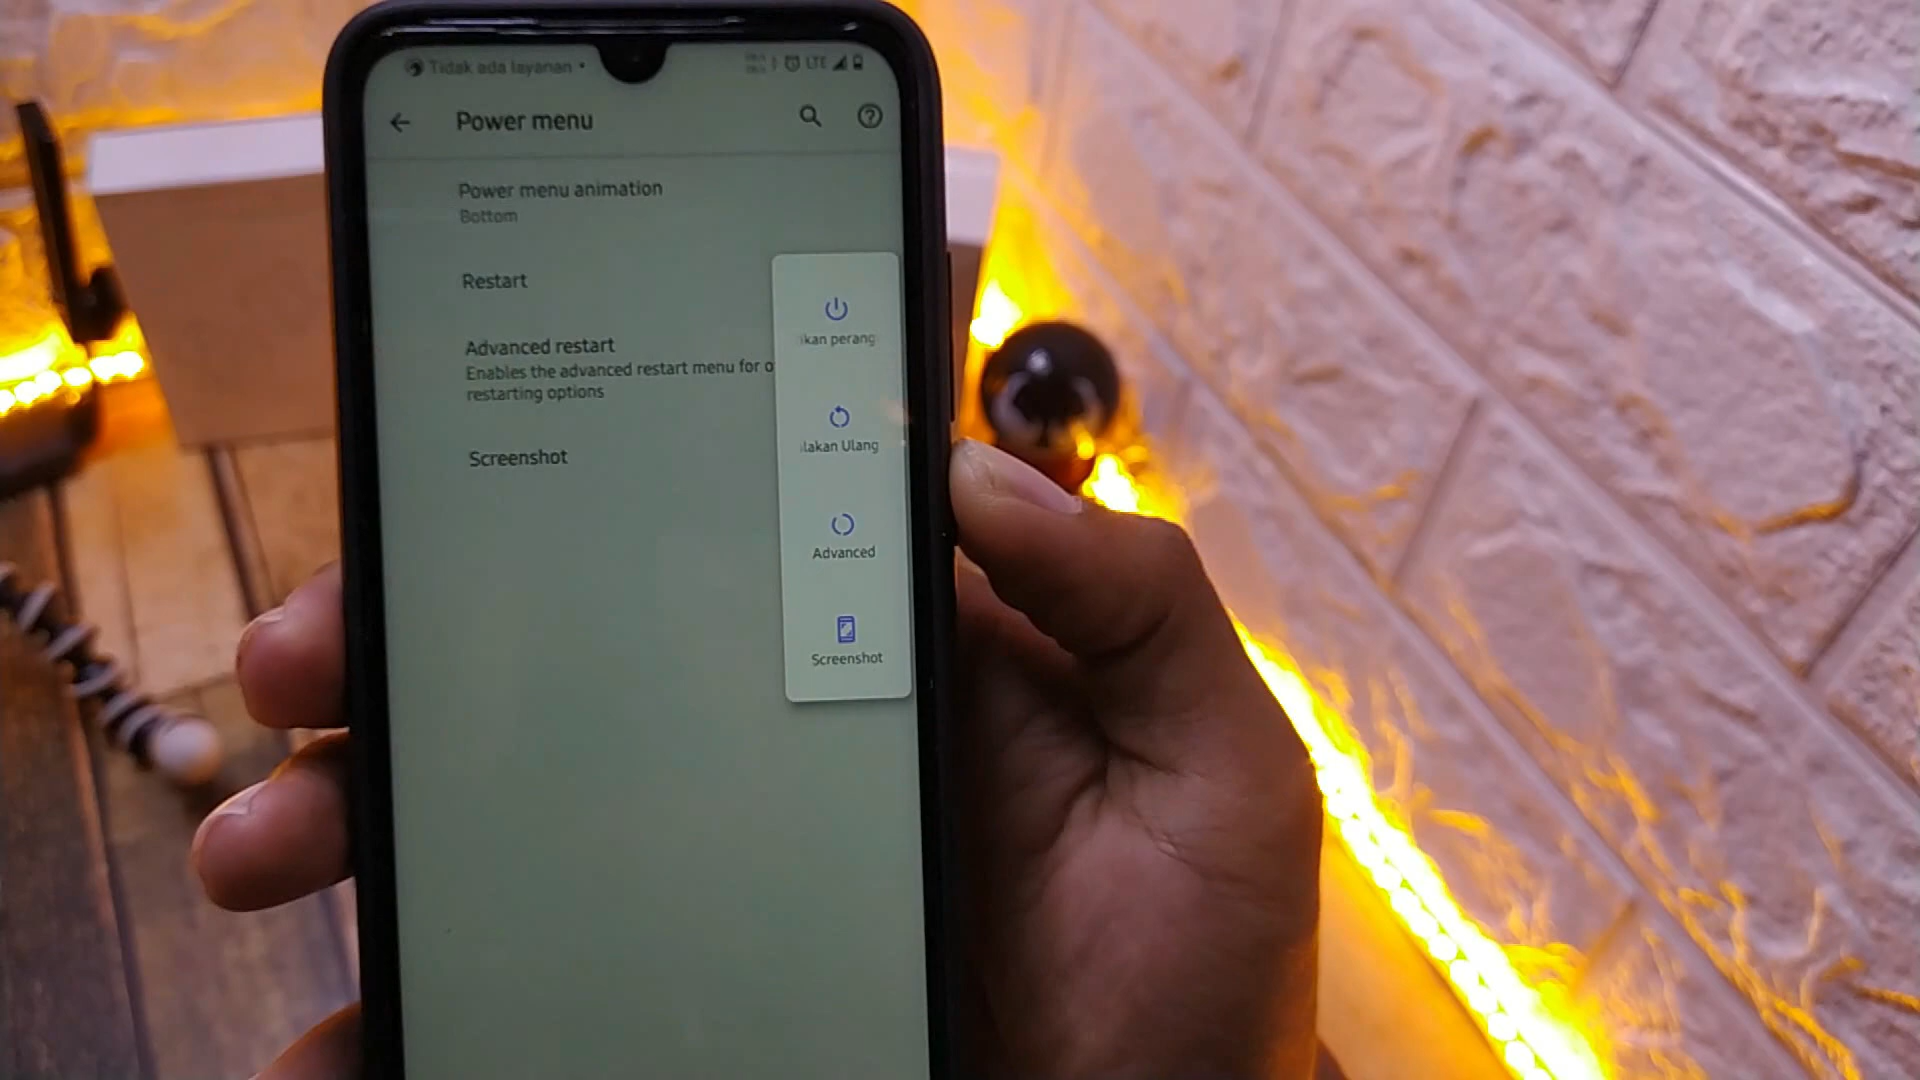 Tidak ada layanan •
LTE
Power menu
Power menu animation
Bottom
Restart
Advanced restart
Enables the advanced restart menu for o
restarting options
Screenshot
ikan perang
lakan Ulang
Advanced
Screenshot